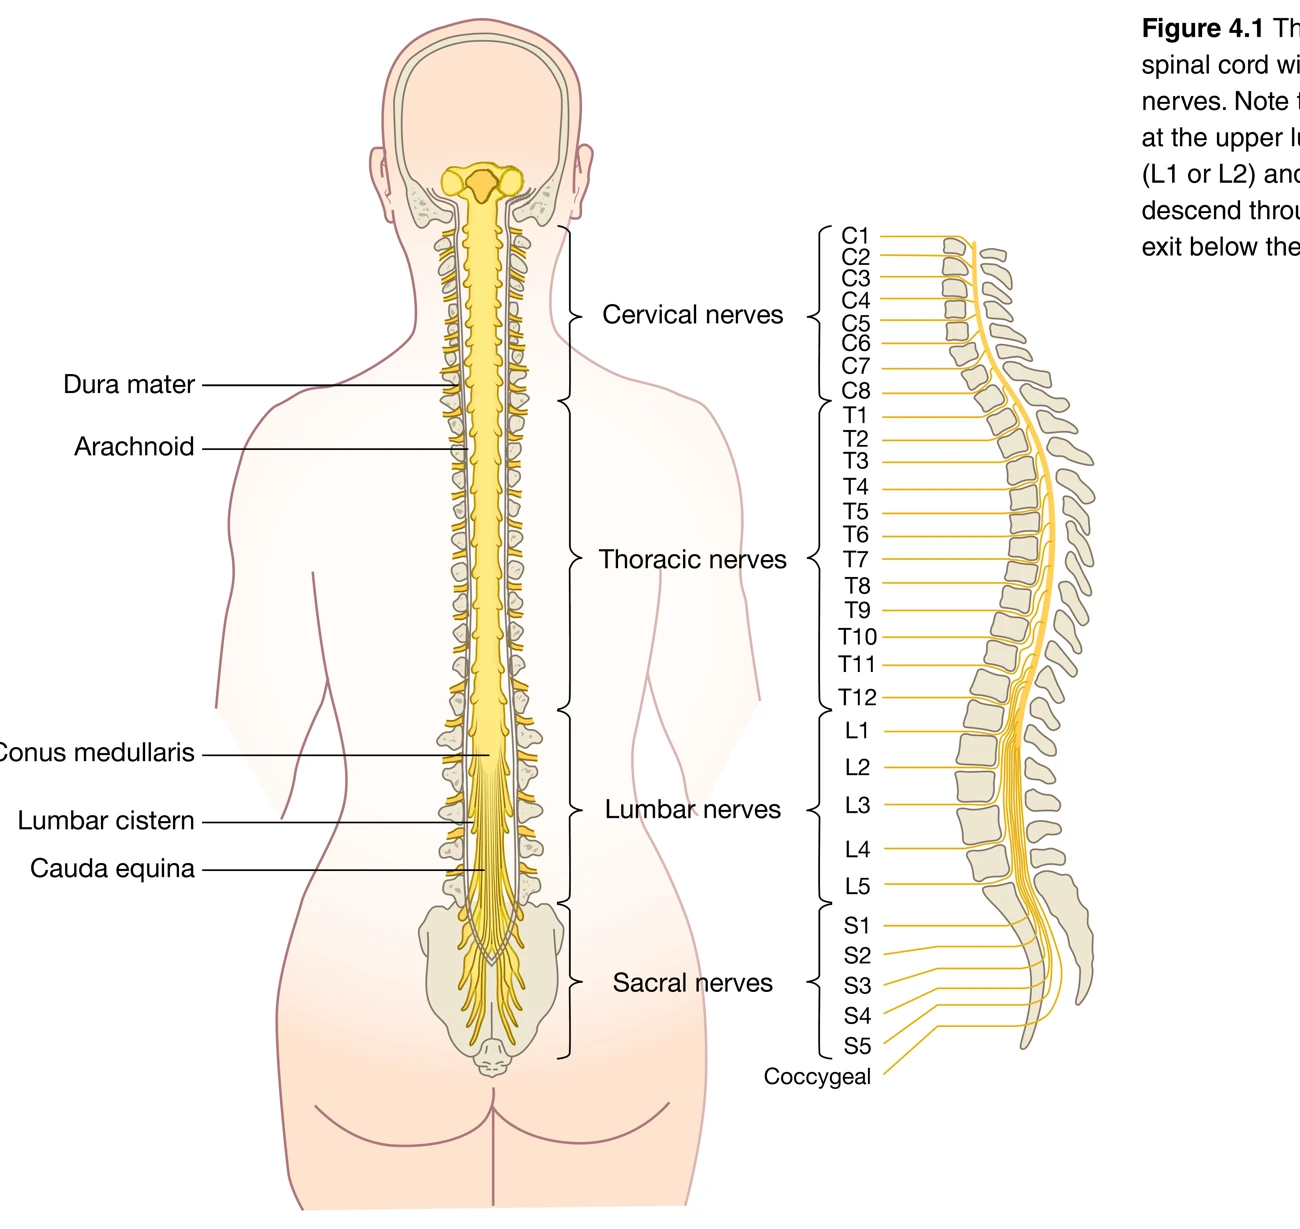 Figure 4.1 Th
spinal cord wi
nerves. Note t
at the upper lu
(L1 or L2) and
descend throu
exit below the
Dura mater
Arachnoid
Conus medullaris
Lumbar cistern
Cauda equina
Cervical nerves
Thoracic nerves
Lumbar nerves
Sacral nerves
C1
C2
C3
C4
C5
C6
C7
C8
T1
T2
T3
T4
T5
T6
T7
T8
T9
T10
T11
T12
L1
L2
L3
L4
L5
S1
S2
S3
S4
S5
Coccygeal